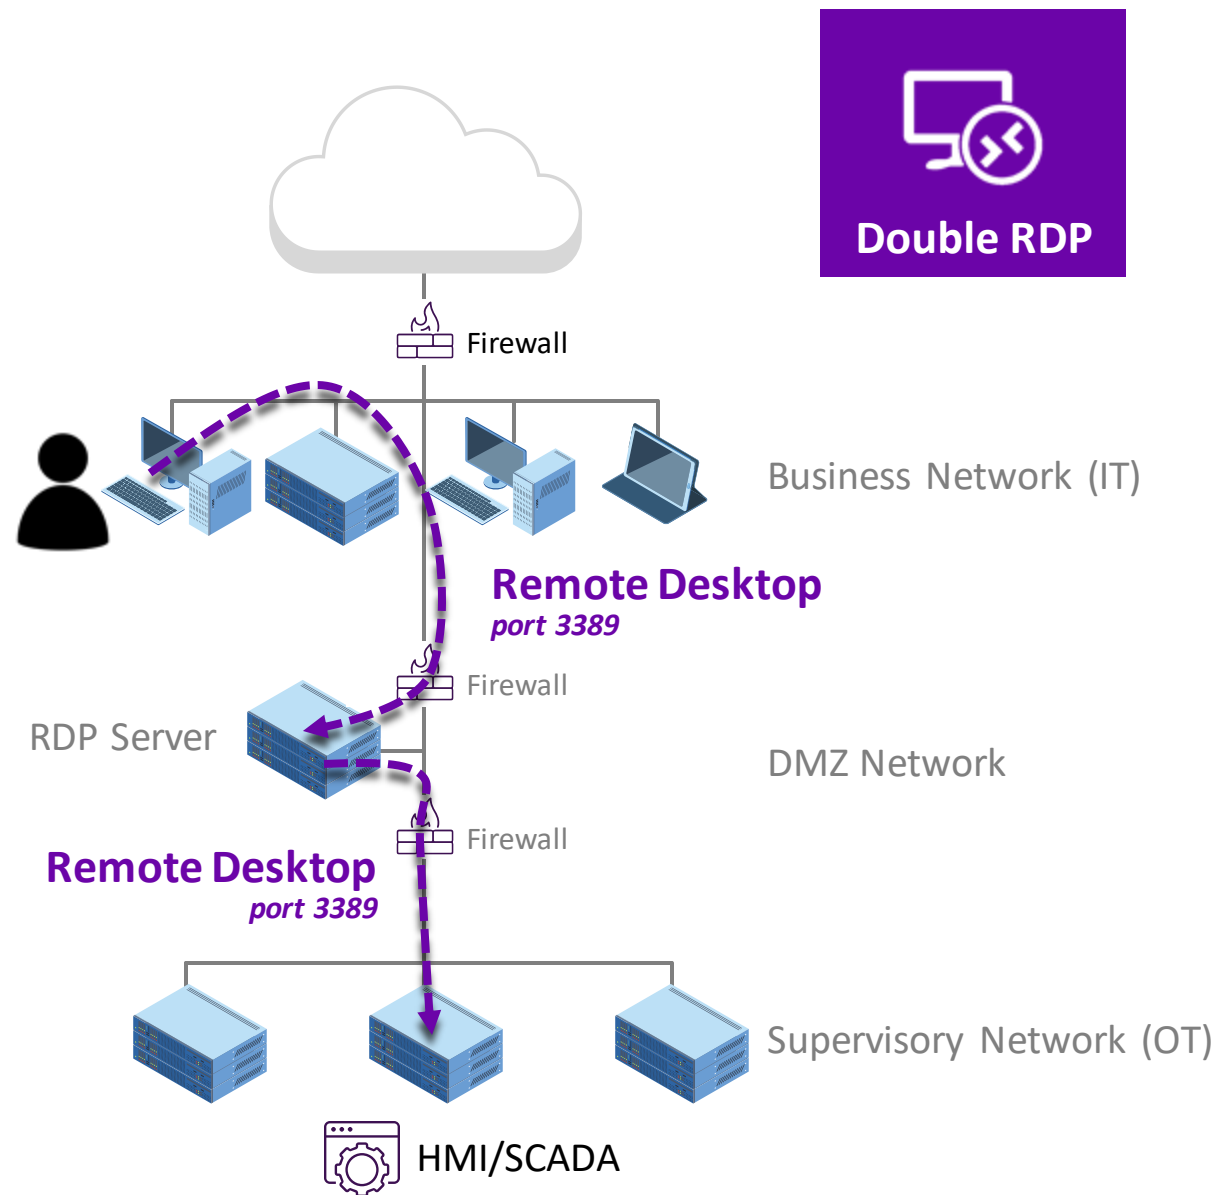 Double RDP
Firewall
Business Network (IT)
Remote Desktop
port 3389
Firewall
RDP Server
DMZ Network
Firewall
Remote Desktop
port 3389
Supervisory Network (OT)
HMI/SCADA